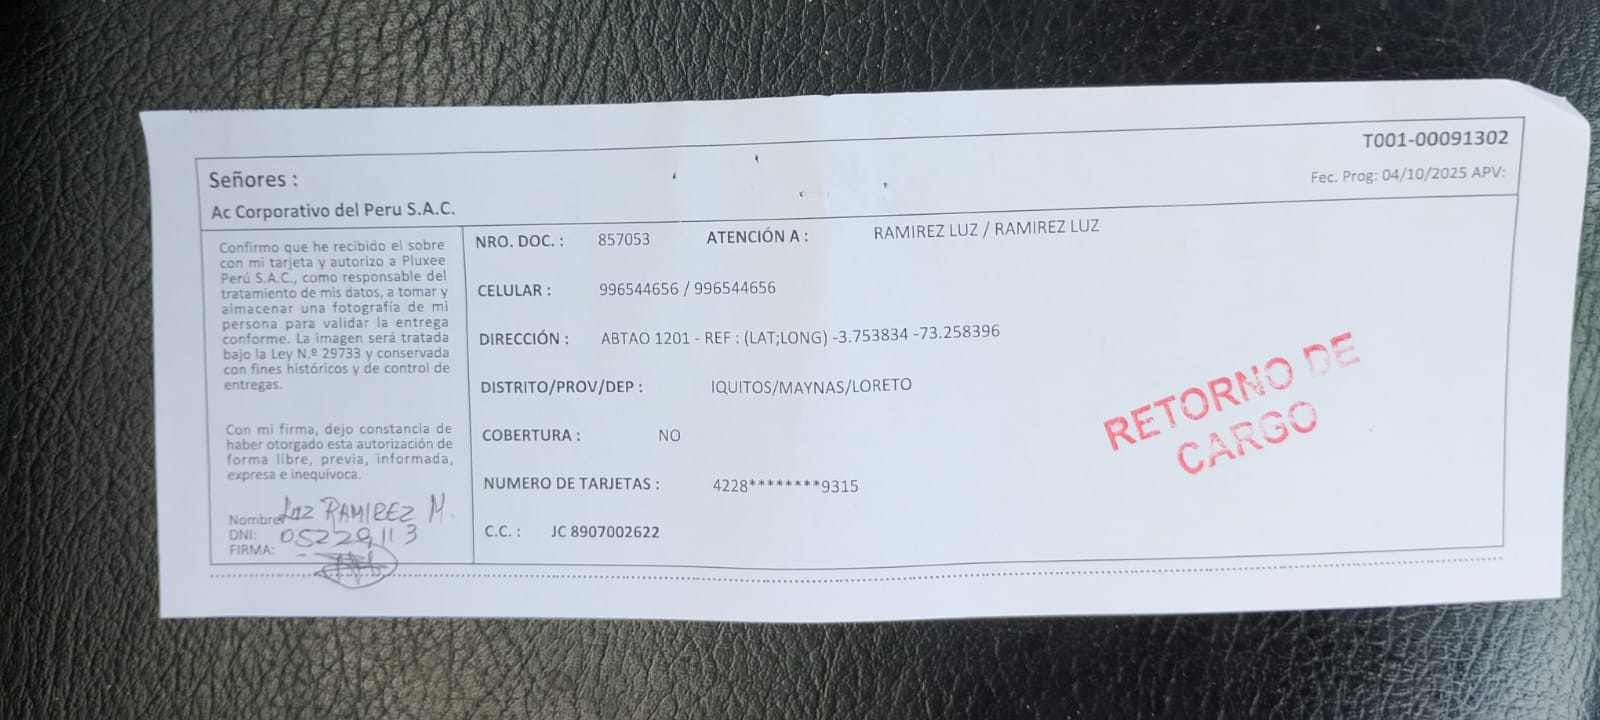 T001-00091302
Señores :
Fec. Prog: 04/10/2025 APV:
Ac Corporativo del Peru S.A.C.
Confirmo que he recibido el sobre
con mi tarjeta y autorizo a Pluxee
Perú S.A.C., como responsable del
tratamiento de mis datos, a tomar y
almacenar una fotografía de mi
persona para validar la entrega
conforme. La imagen será tratada
bajo la Ley N.º 29733 y conservada
con fines históricos y de control de
entregas.
Con mi firma, dejo constancia de
haber otorgado esta autorización de
forma libre, previa, informada,
expresa e inequívoca.
Nombre Luz RAMIREZ M.
DNI: 05229113
FIRMA:
NRO. DOC. : 857053 ATENCIÓN A : RAMIREZ LUZ / RAMIREZ LUZ
CELULAR : 996544656 / 996544656
DIRECCIÓN : ABTAO 1201 - REF : (LAT;LONG) -3.753834 -73.258396
DISTRITO/PROV/DEP : IQUITOS/MAYNAS/LORETO
COBERTURA : NO
NUMERO DE TARJETAS : 4228********9315
C.C. : JC 8907002622
RETORNO DE
CARGO